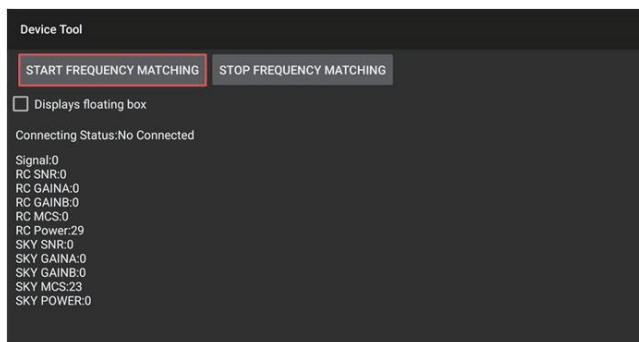 Device Tool
START FREQUENCY MATCHING STOP FREQUENCY MATCHING
Displays floating box
Connecting Status:No Connected
Signal:0
RC SNR:0
RC GAINA:0
RC GAINB:0
RC MCS:0
RC Power:29
SKY SNR:0
SKY GAINA:0
SKY GAINB:0
SKY MCS:23
SKY POWER:0